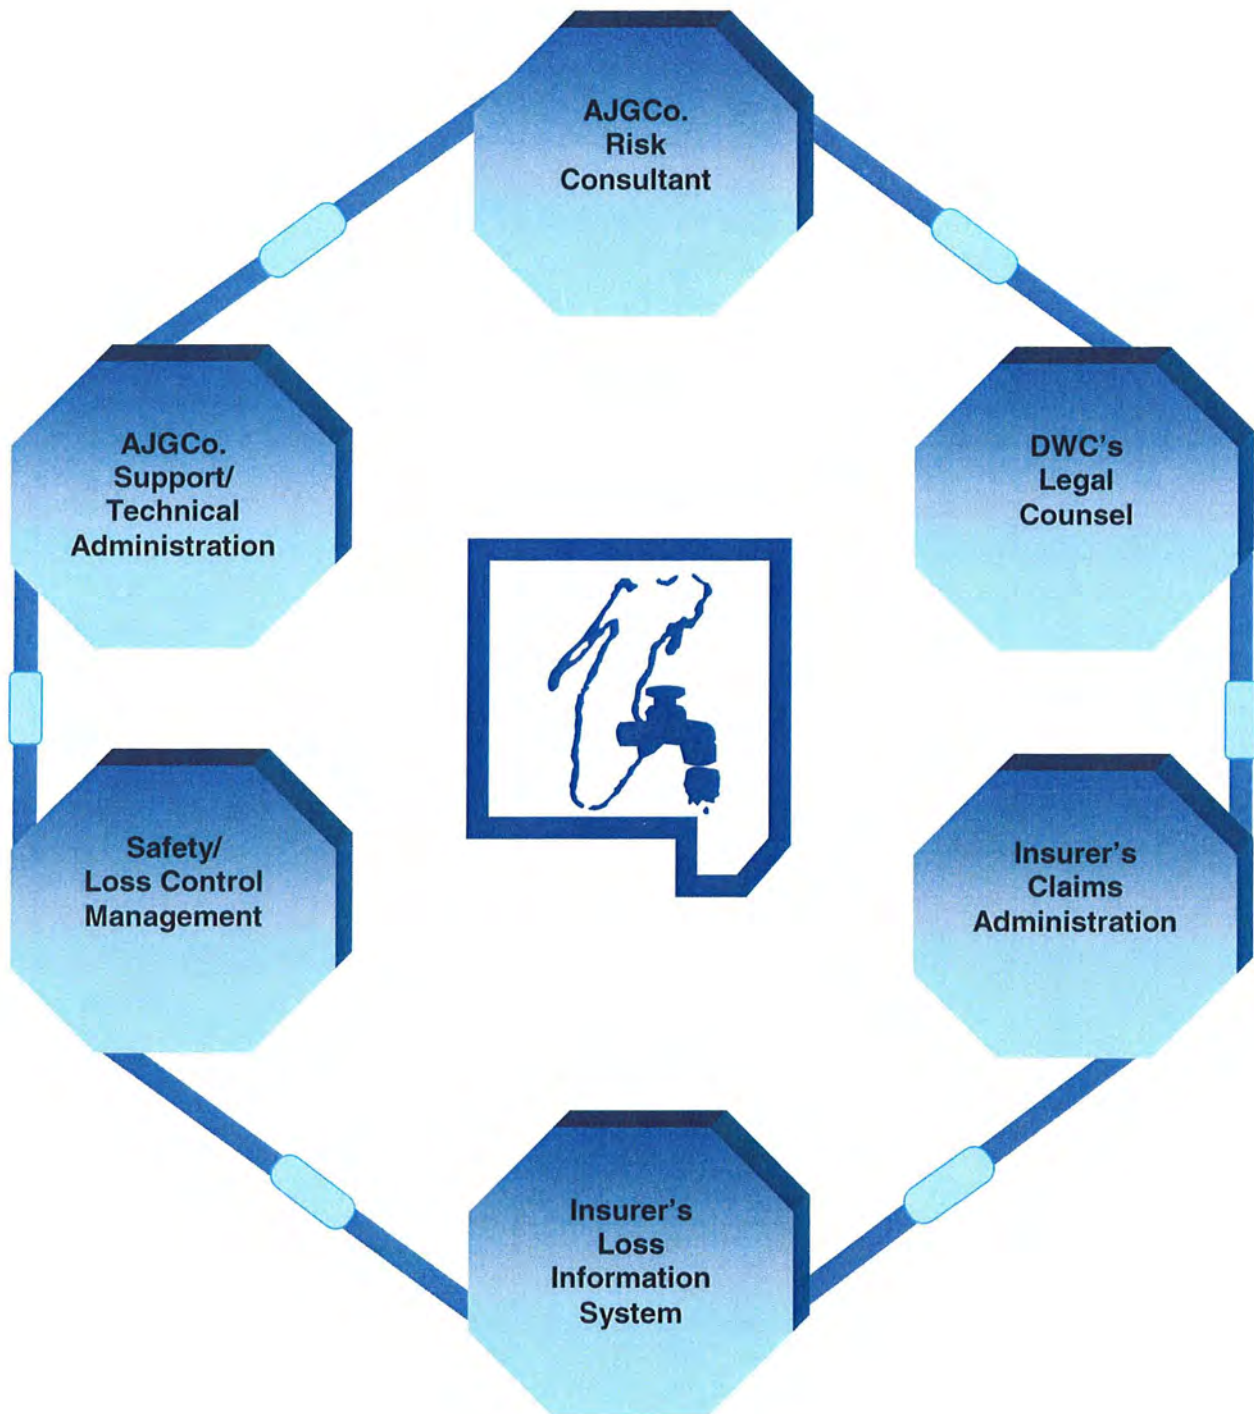 AJGCo.
Risk
Consultant
AJGCo.
Support/
Technical
Administration
DWC's
Legal
Counsel
Safety/
Loss Control
Management
Insurer's
Claims
Administration
Insurer's
Loss
Information
System